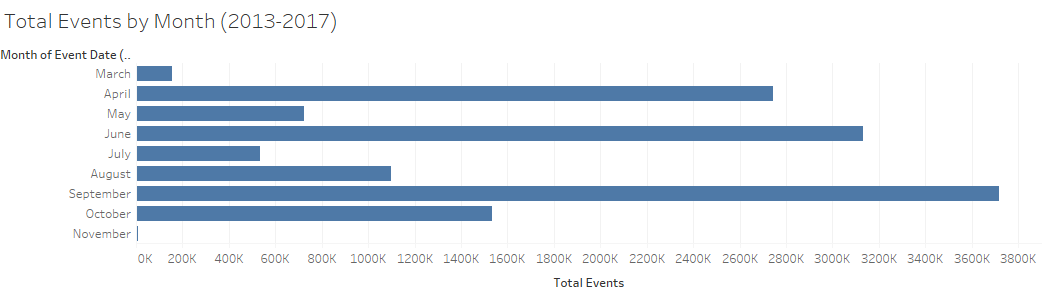 Total Events by Month (2013-2017)
Month of Event Date (..
March
April
May
June
July
August
September
October
November
0K 200K 400K 600K 800K 1000K 1200K 1400K 1600K 1800K 2000K 2200K 2400K 2600K 2800K 3000K 3200K 3400K 3600K 3800K
Total Events